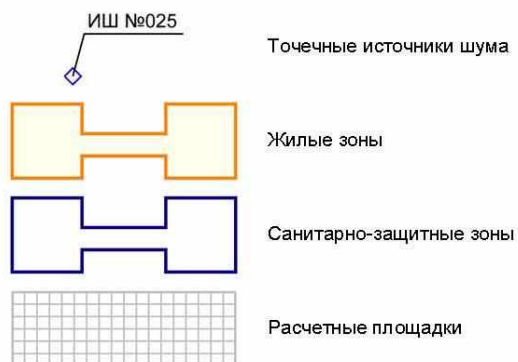 ИШ №025
Точечные источники шума
Жилые зоны
Санитарно-защитные зоны
Расчетные площадки